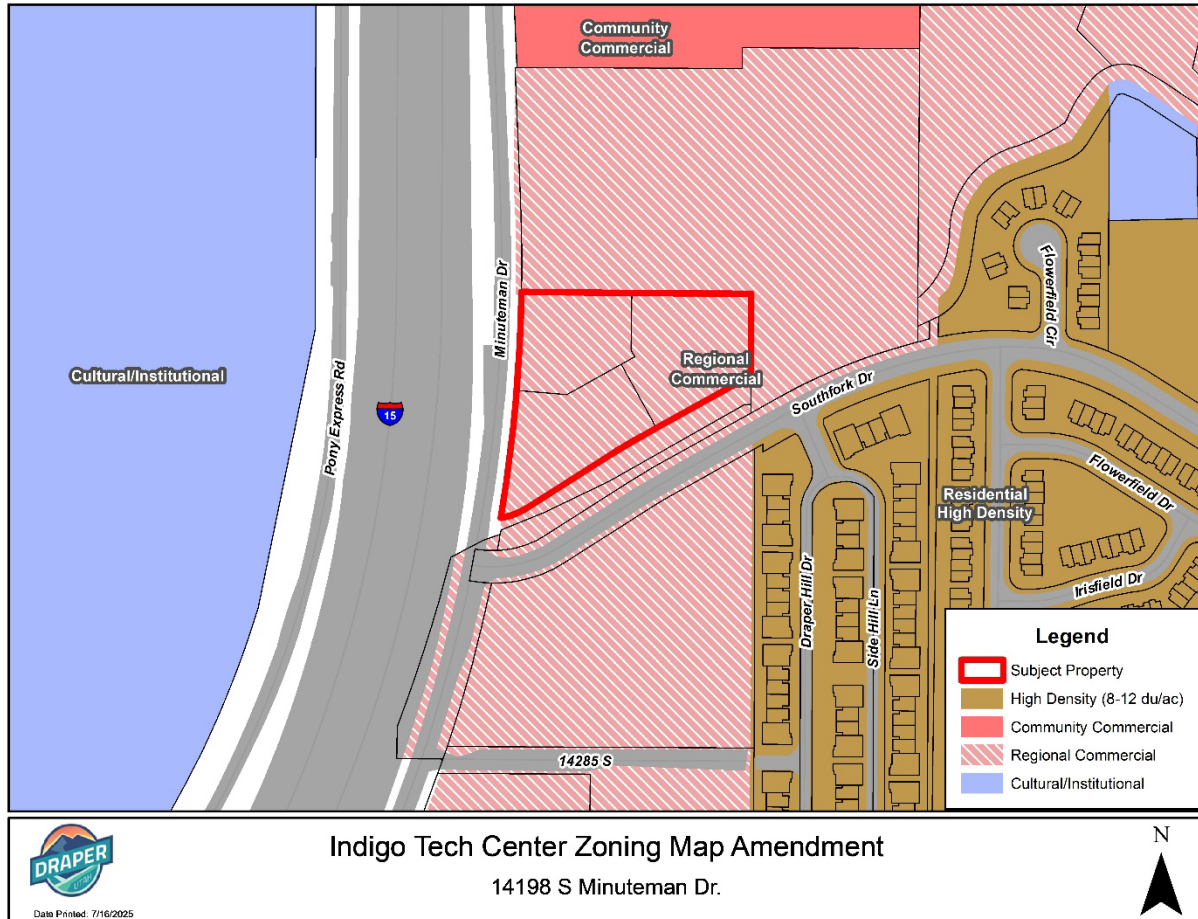 Community
Commercial
Cultural/Institutional
Pony Express Rd
15
Minuteman Dr
Regional
Commercial
Southfork Dr
Flowerfield Cir
Flowerfield Dr
Residential
High Density
Irisfield Dr
Draper Hill Dr
Side Hill Ln
14285 S
Legend
Subject Property
High Density (8-12 du/ac)
Community Commercial
Regional Commercial
Cultural/Institutional
DRAPER
UTAH
Date Printed: 7/16/2025
Indigo Tech Center Zoning Map Amendment
14198 S Minuteman Dr.
N